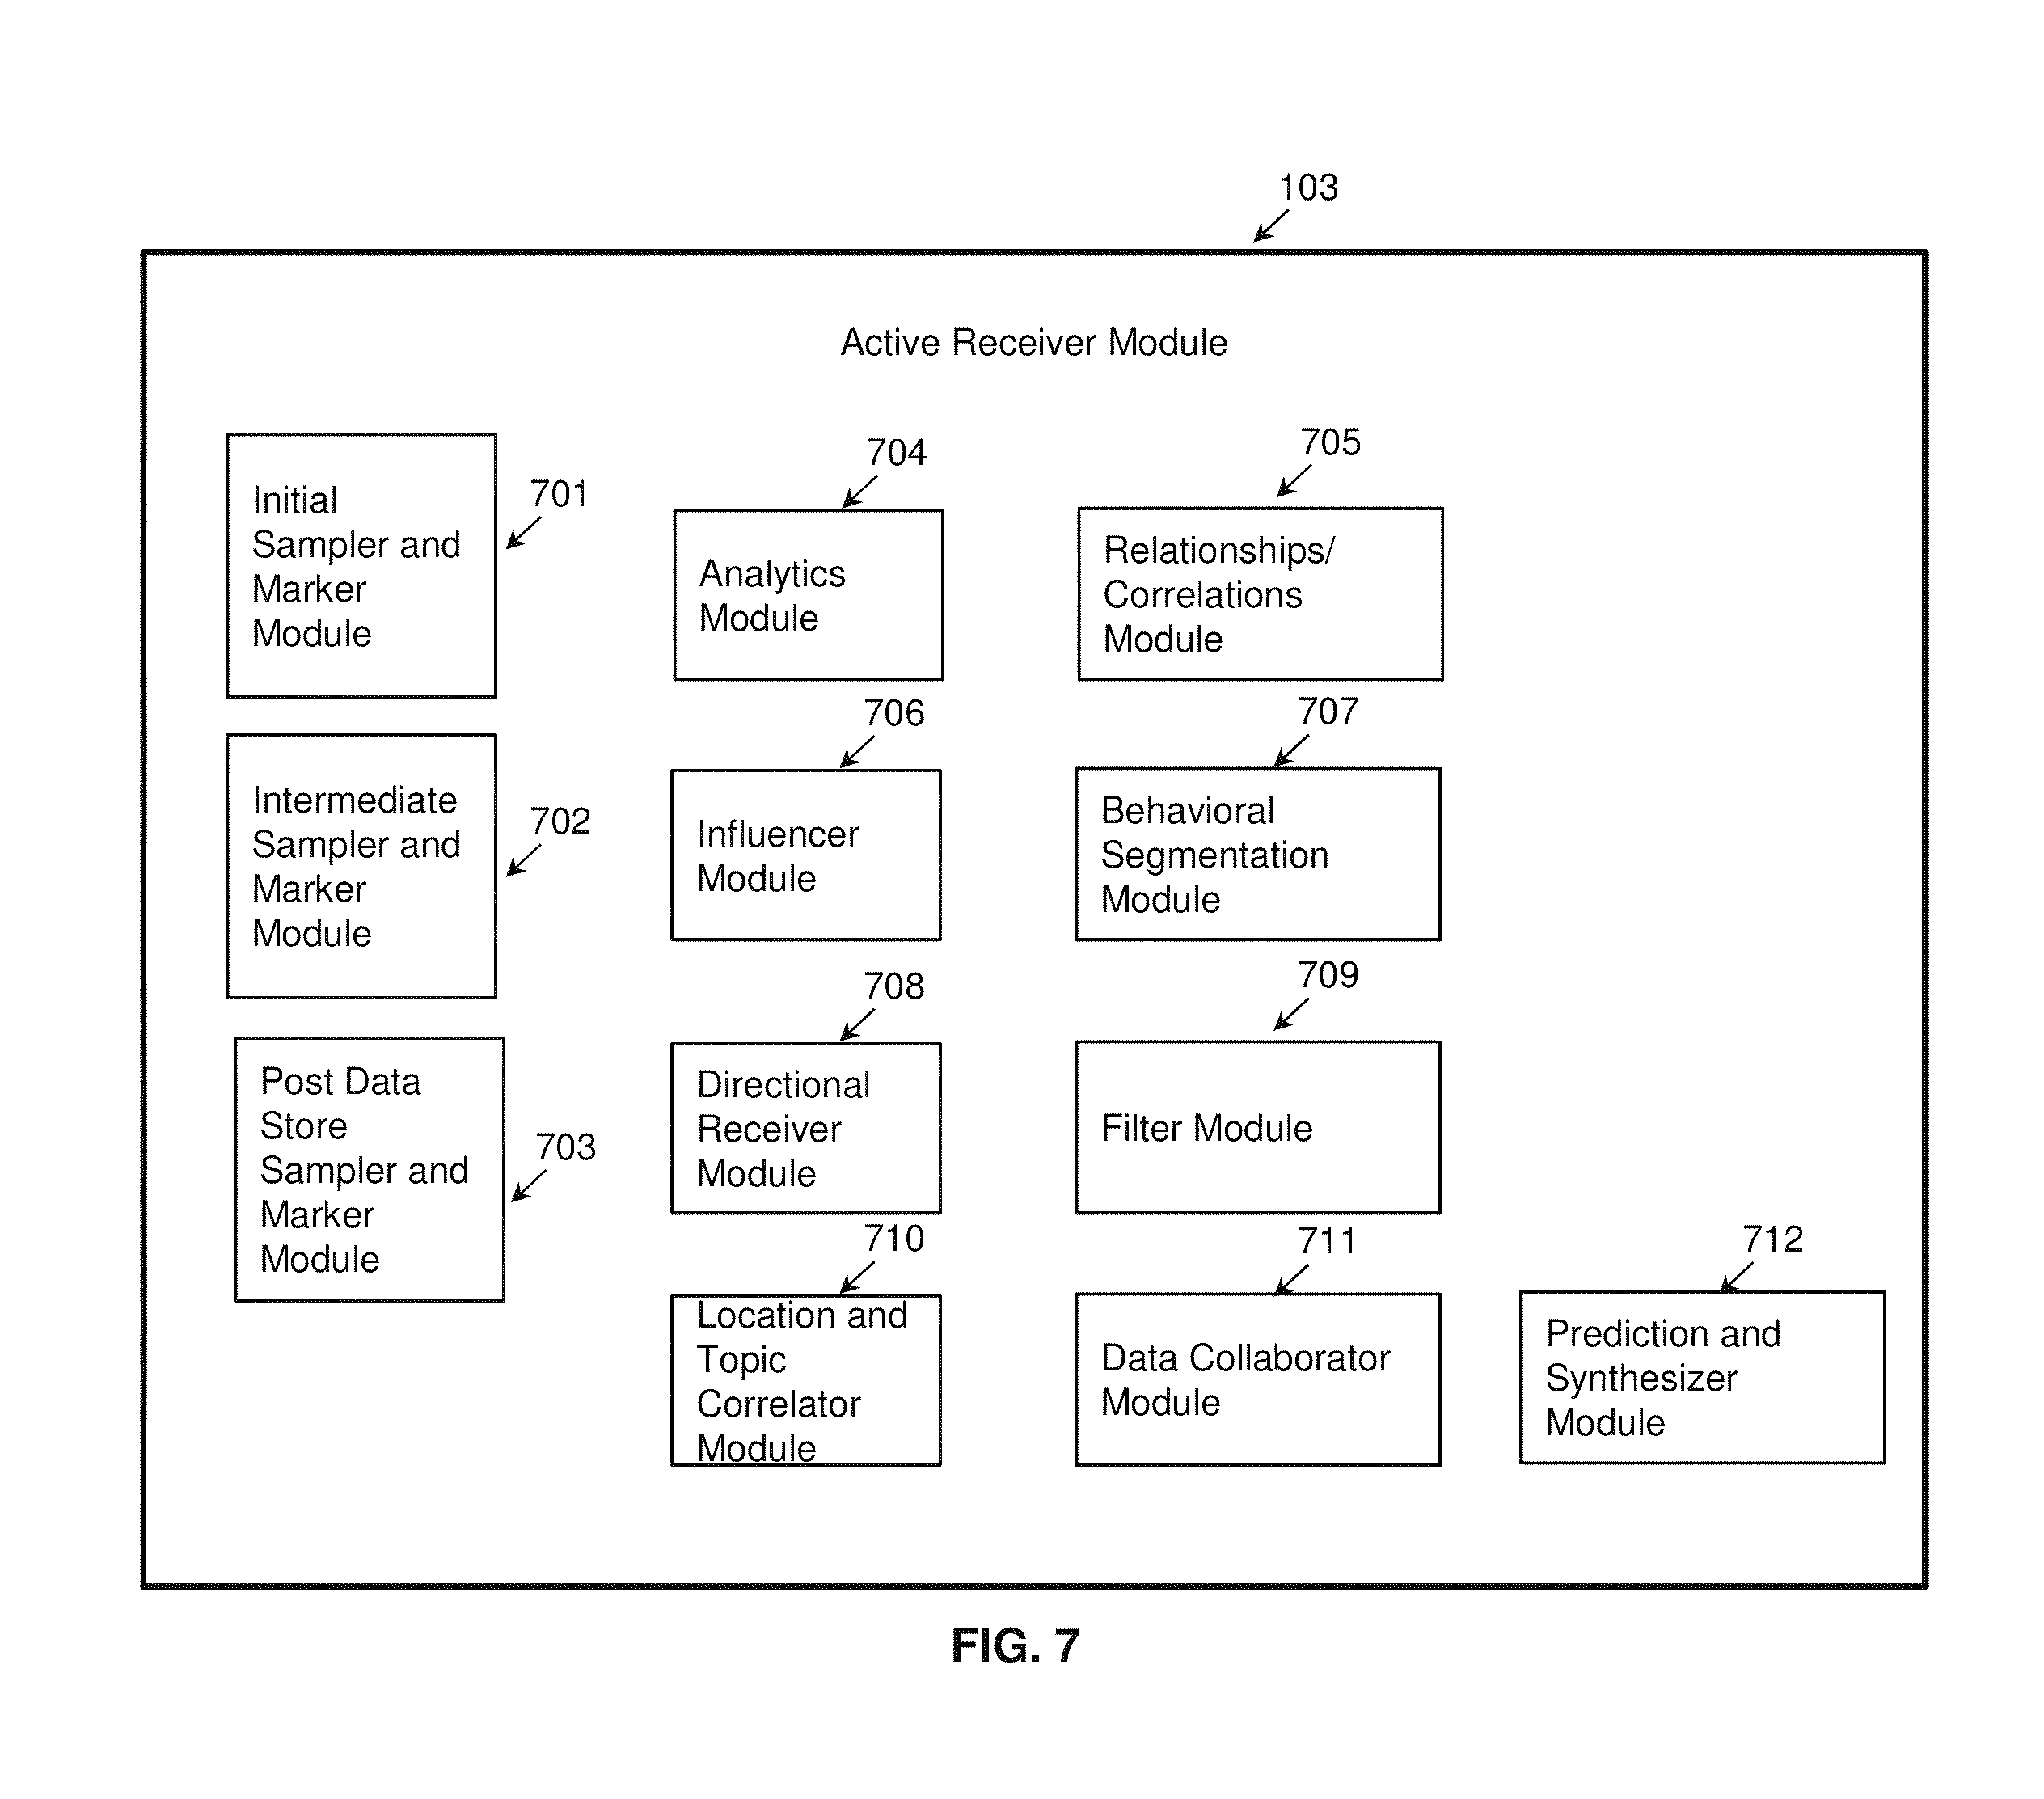 103
Active Receiver Module
Initial
Sampler and
Marker
Module
701
704
Analytics
Module
705
Relationships/
Correlations
Module
Intermediate
Sampler and
Marker
Module
702
706
Influencer
Module
707
Behavioral
Segmentation
Module
Post Data
Store
Sampler and
Marker
Module
703
708
Directional
Receiver
Module
709
Filter Module
710
Location and
Topic
Correlator
Module
711
Data Collaborator
Module
712
Prediction and
Synthesizer
Module
FIG. 7